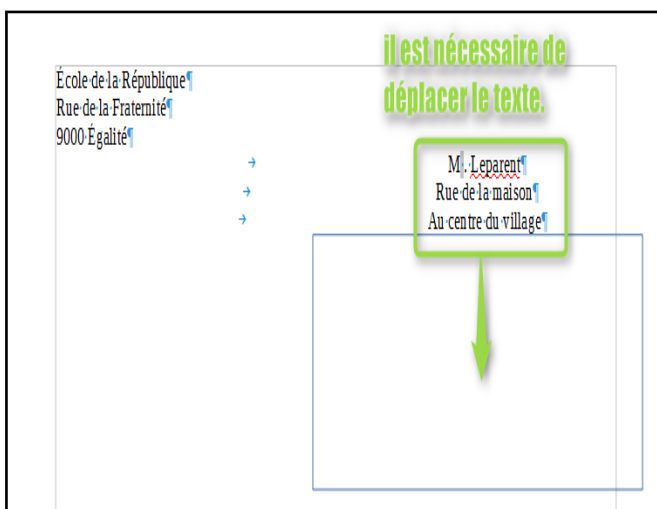 il est nécessaire de
déplacer le texte.
École·de·la·République¶
Rue·de·la·Fraternité¶
9000·Égalité¶
→ M.·Leparent¶
→ Rue·de·la·maison¶
→ Au·centre·du·village¶